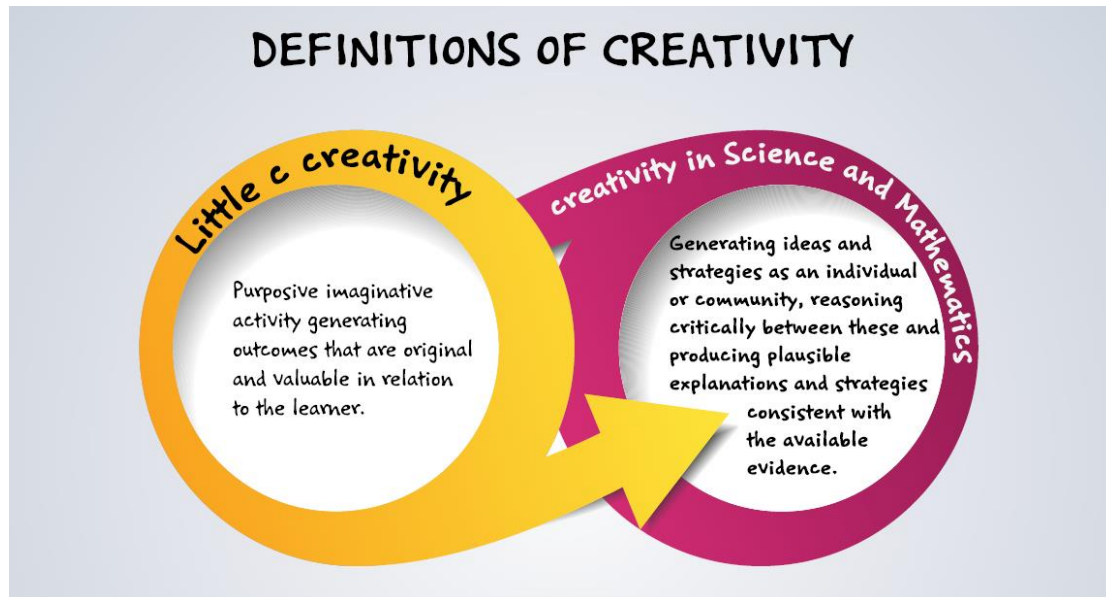 DEFINITIONS OF CREATIVITY
Little c creativity
Purposive imaginative
activity generating
outcomes that are original
and valuable in relation
to the learner.
creativity in Science and Mathematics
Generating ideas and
strategies as an individual
or community, reasoning
critically between these and
producing plausible
explanations and strategies
consistent with
the available
evidence.